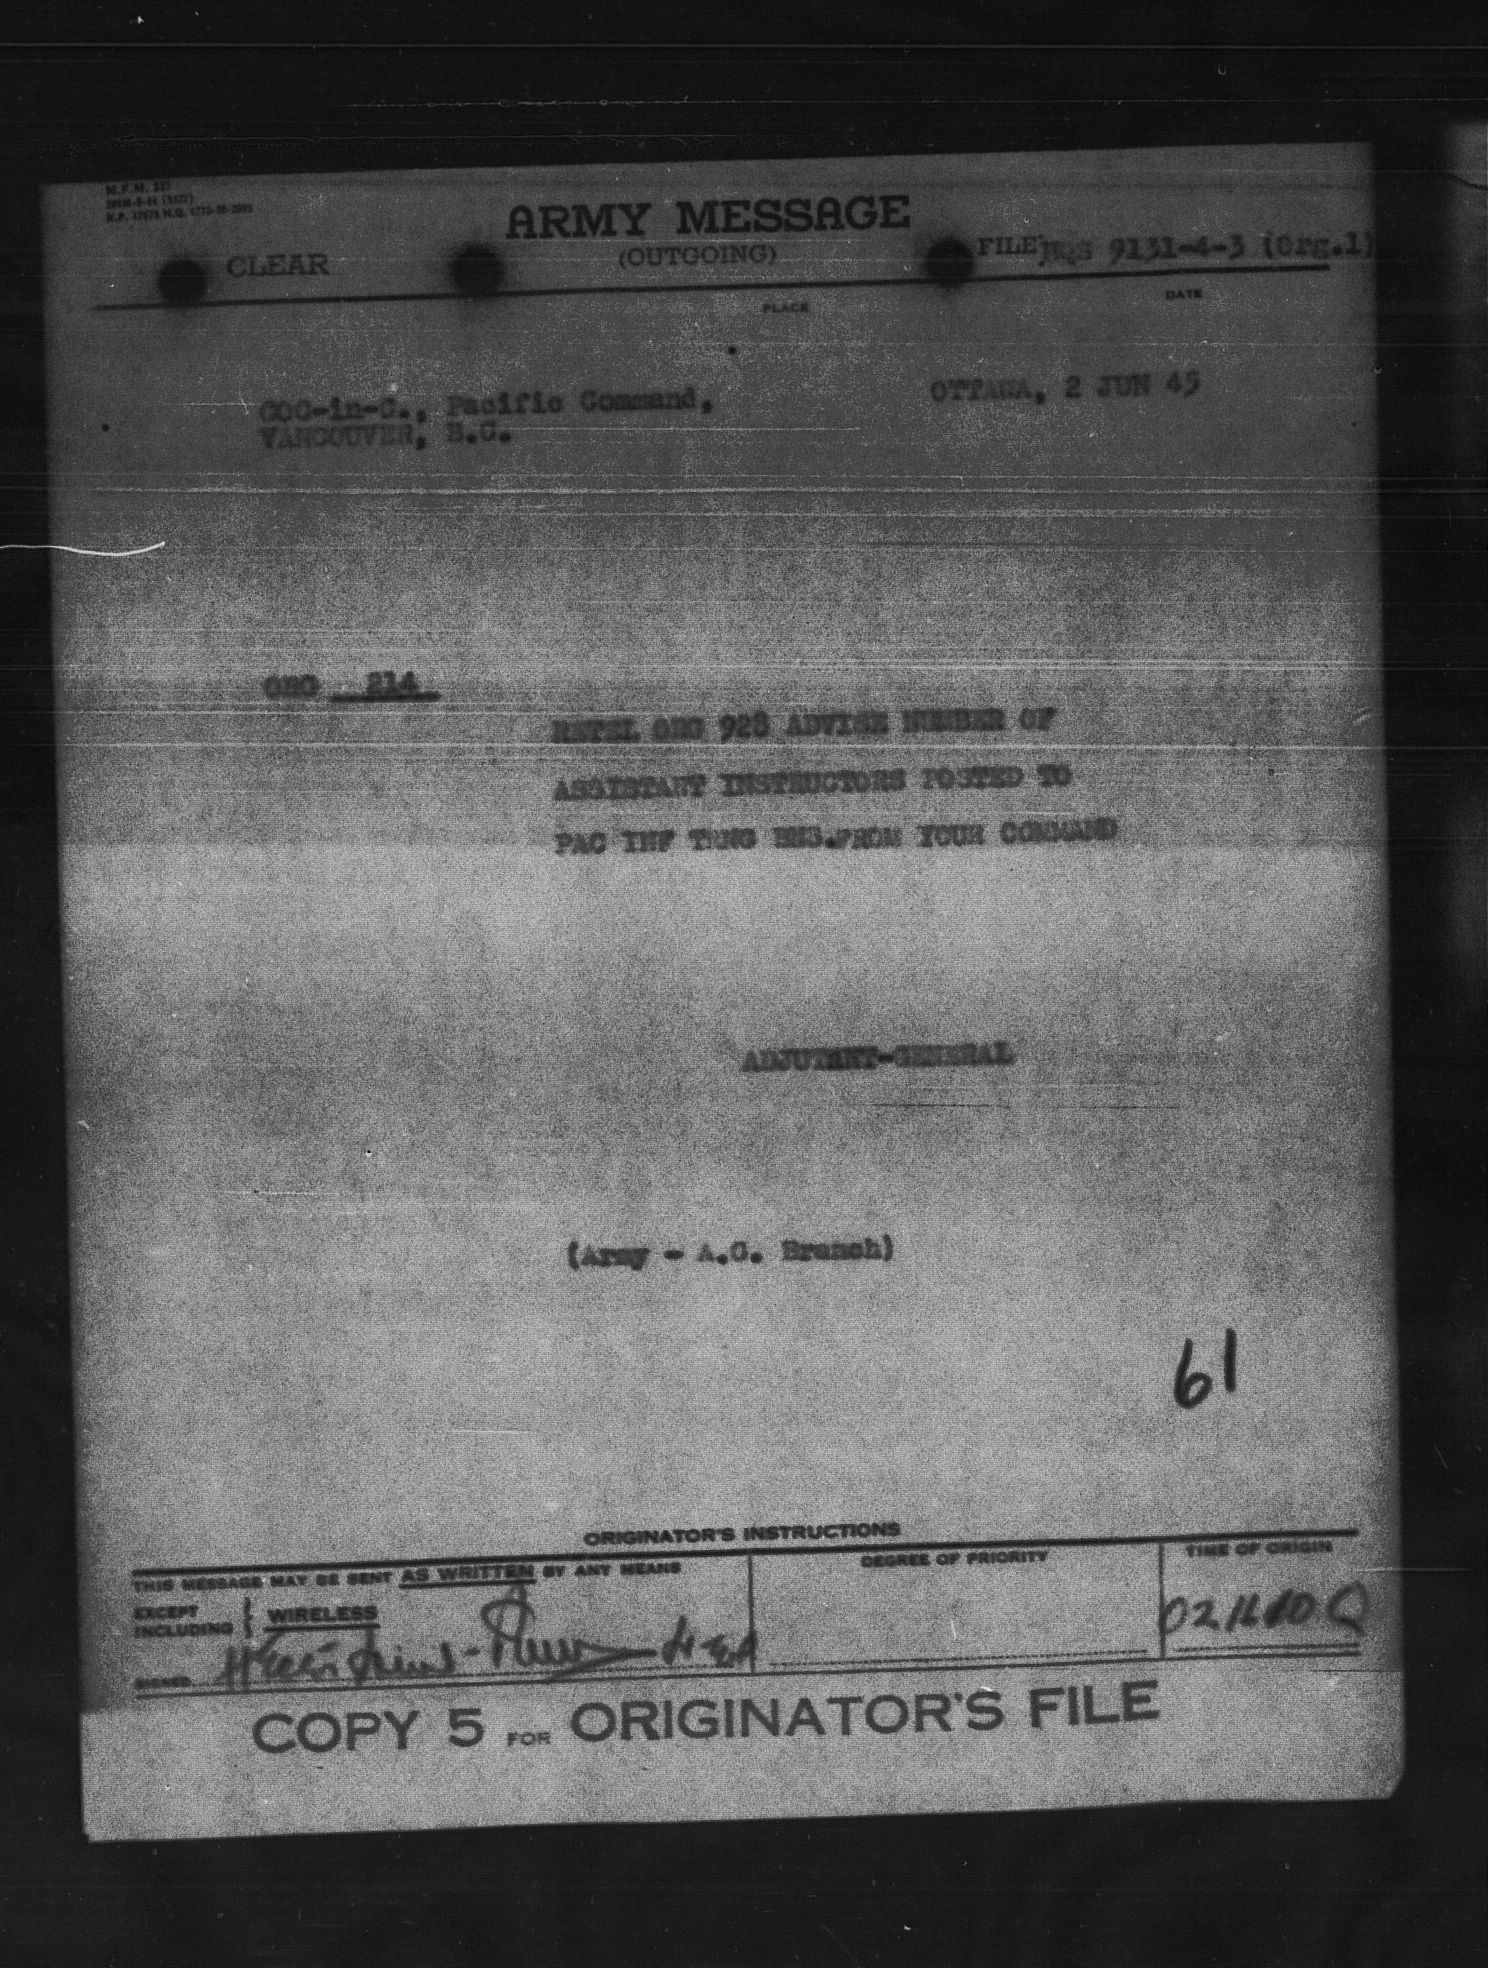 M.F.M.
ARMY MESSAGE
(OUTGOING)
CLEAR
FILE HQS 9131-4-3 (Org.1)
PLACE
DATE
GOC-in-C., Pacific Command,
VANCOUVER, B.C.
OTTAWA, 2 JUN 45
ORG 214
RETEL ORG 928 ADVISE NUMBER OF
ASSISTANT INSTRUCTORS POSTED TO
PAC INF TRNG BNS.FROM YOUR COMMAND
ADJUTANT-GENERAL
(Army - A.G. Branch)
61
ORIGINATOR'S INSTRUCTIONS
THIS MESSAGE MAY BE SENT AS WRITTEN BY ANY MEANS
DEGREE OF PRIORITY
TIME OF ORIGIN
EXCEPT
INCLUDING } WIRELESS
SIGNED
COPY 5 FOR ORIGINATOR'S FILE